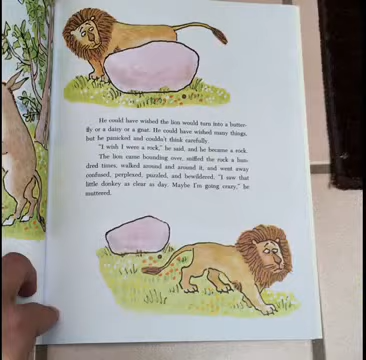 He could have wished the lion would turn into a butter-
fly or a daisy or a gnat. He could have wished many things,
but he panicked and couldn't think carefully.
"I wish I were a rock," he said, and he became a rock.
The lion came bounding over, sniffed the rock a hun-
dred times, walked around and around it, and went away
confused, perplexed, puzzled, and bewildered. "I saw that
little donkey as clear as day. Maybe I'm going crazy," he
muttered.